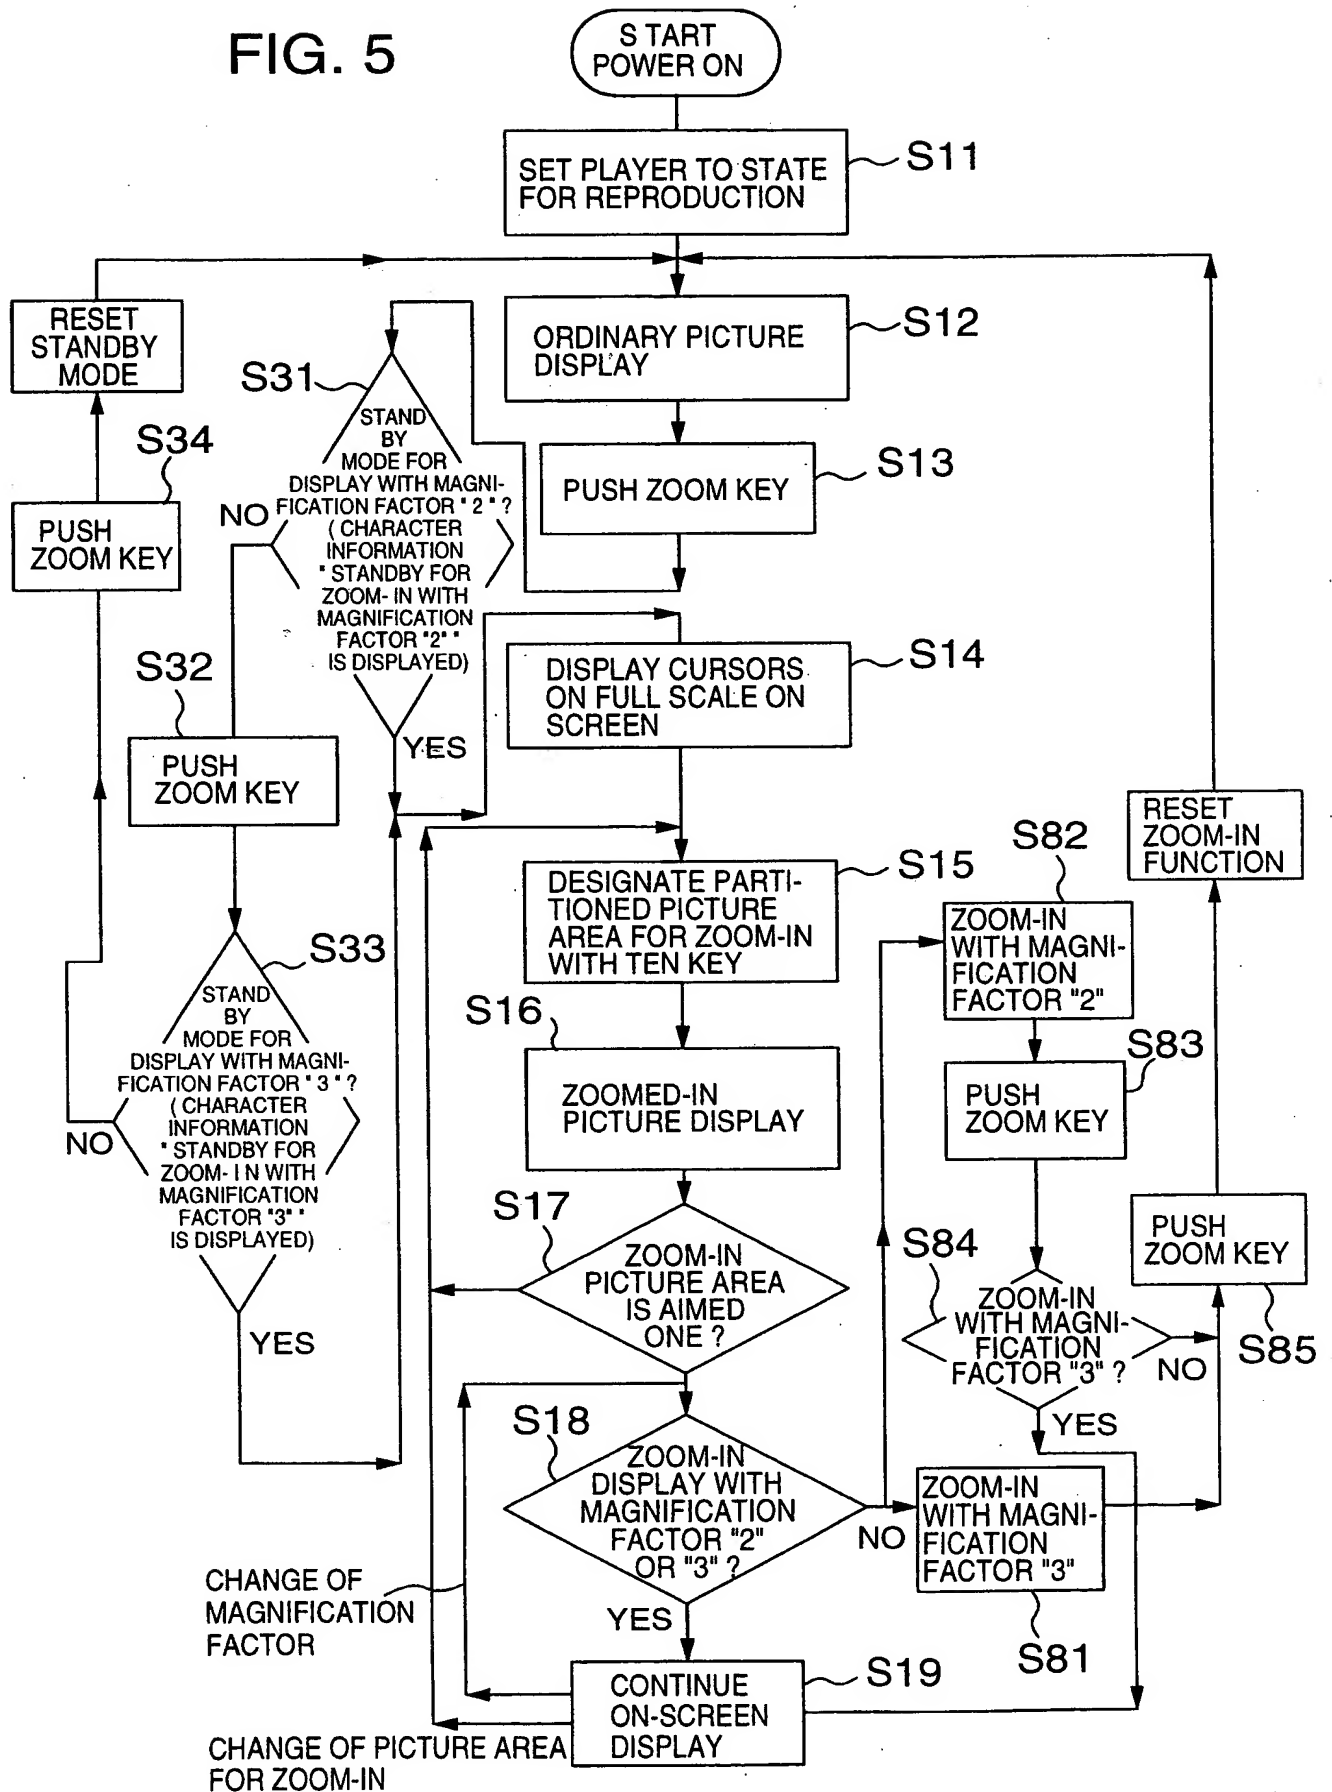 FIG. 5
S TART
POWER ON
SET PLAYER TO STATE
FOR REPRODUCTION
S11
RESET
STANDBY
MODE
ORDINARY PICTURE
DISPLAY
S12
S31
STAND
BY
MODE FOR
DISPLAY WITH MAGNI-
FICATION FACTOR " 2 " ?
( CHARACTER
INFORMATION
" STANDBY FOR
ZOOM- IN WITH
MAGNIFICATION
FACTOR "2" "
IS DISPLAYED)
NO
YES
S34
PUSH
ZOOM KEY
PUSH ZOOM KEY
S13
S32
PUSH
ZOOM KEY
DISPLAY CURSORS
ON FULL SCALE ON
SCREEN
S14
S33
STAND
BY
MODE FOR
DISPLAY WITH MAGNI-
FICATION FACTOR " 3 " ?
( CHARACTER
INFORMATION
" STANDBY FOR
ZOOM- I N WITH
MAGNIFICATION
FACTOR "3" "
IS DISPLAYED)
NO
YES
DESIGNATE PARTI-
TIONED PICTURE
AREA FOR ZOOM-IN
WITH TEN KEY
S15
S16
ZOOMED-IN
PICTURE DISPLAY
S17
ZOOM-IN
PICTURE AREA
IS AIMED
ONE ?
S18
ZOOM-IN
DISPLAY WITH
MAGNIFICATION
FACTOR "2"
OR "3" ?
NO
YES
S82
ZOOM-IN
WITH MAGNI-
FICATION
FACTOR "2"
S83
PUSH
ZOOM KEY
S84
ZOOM-IN
WITH MAGNI-
FICATION
FACTOR "3" ?
NO
YES
RESET
ZOOM-IN
FUNCTION
PUSH
ZOOM KEY
S85
ZOOM-IN
WITH MAGNI-
FICATION
FACTOR "3"
S81
CHANGE OF
MAGNIFICATION
FACTOR
CONTINUE
ON-SCREEN
DISPLAY
S19
CHANGE OF PICTURE AREA
FOR ZOOM-IN